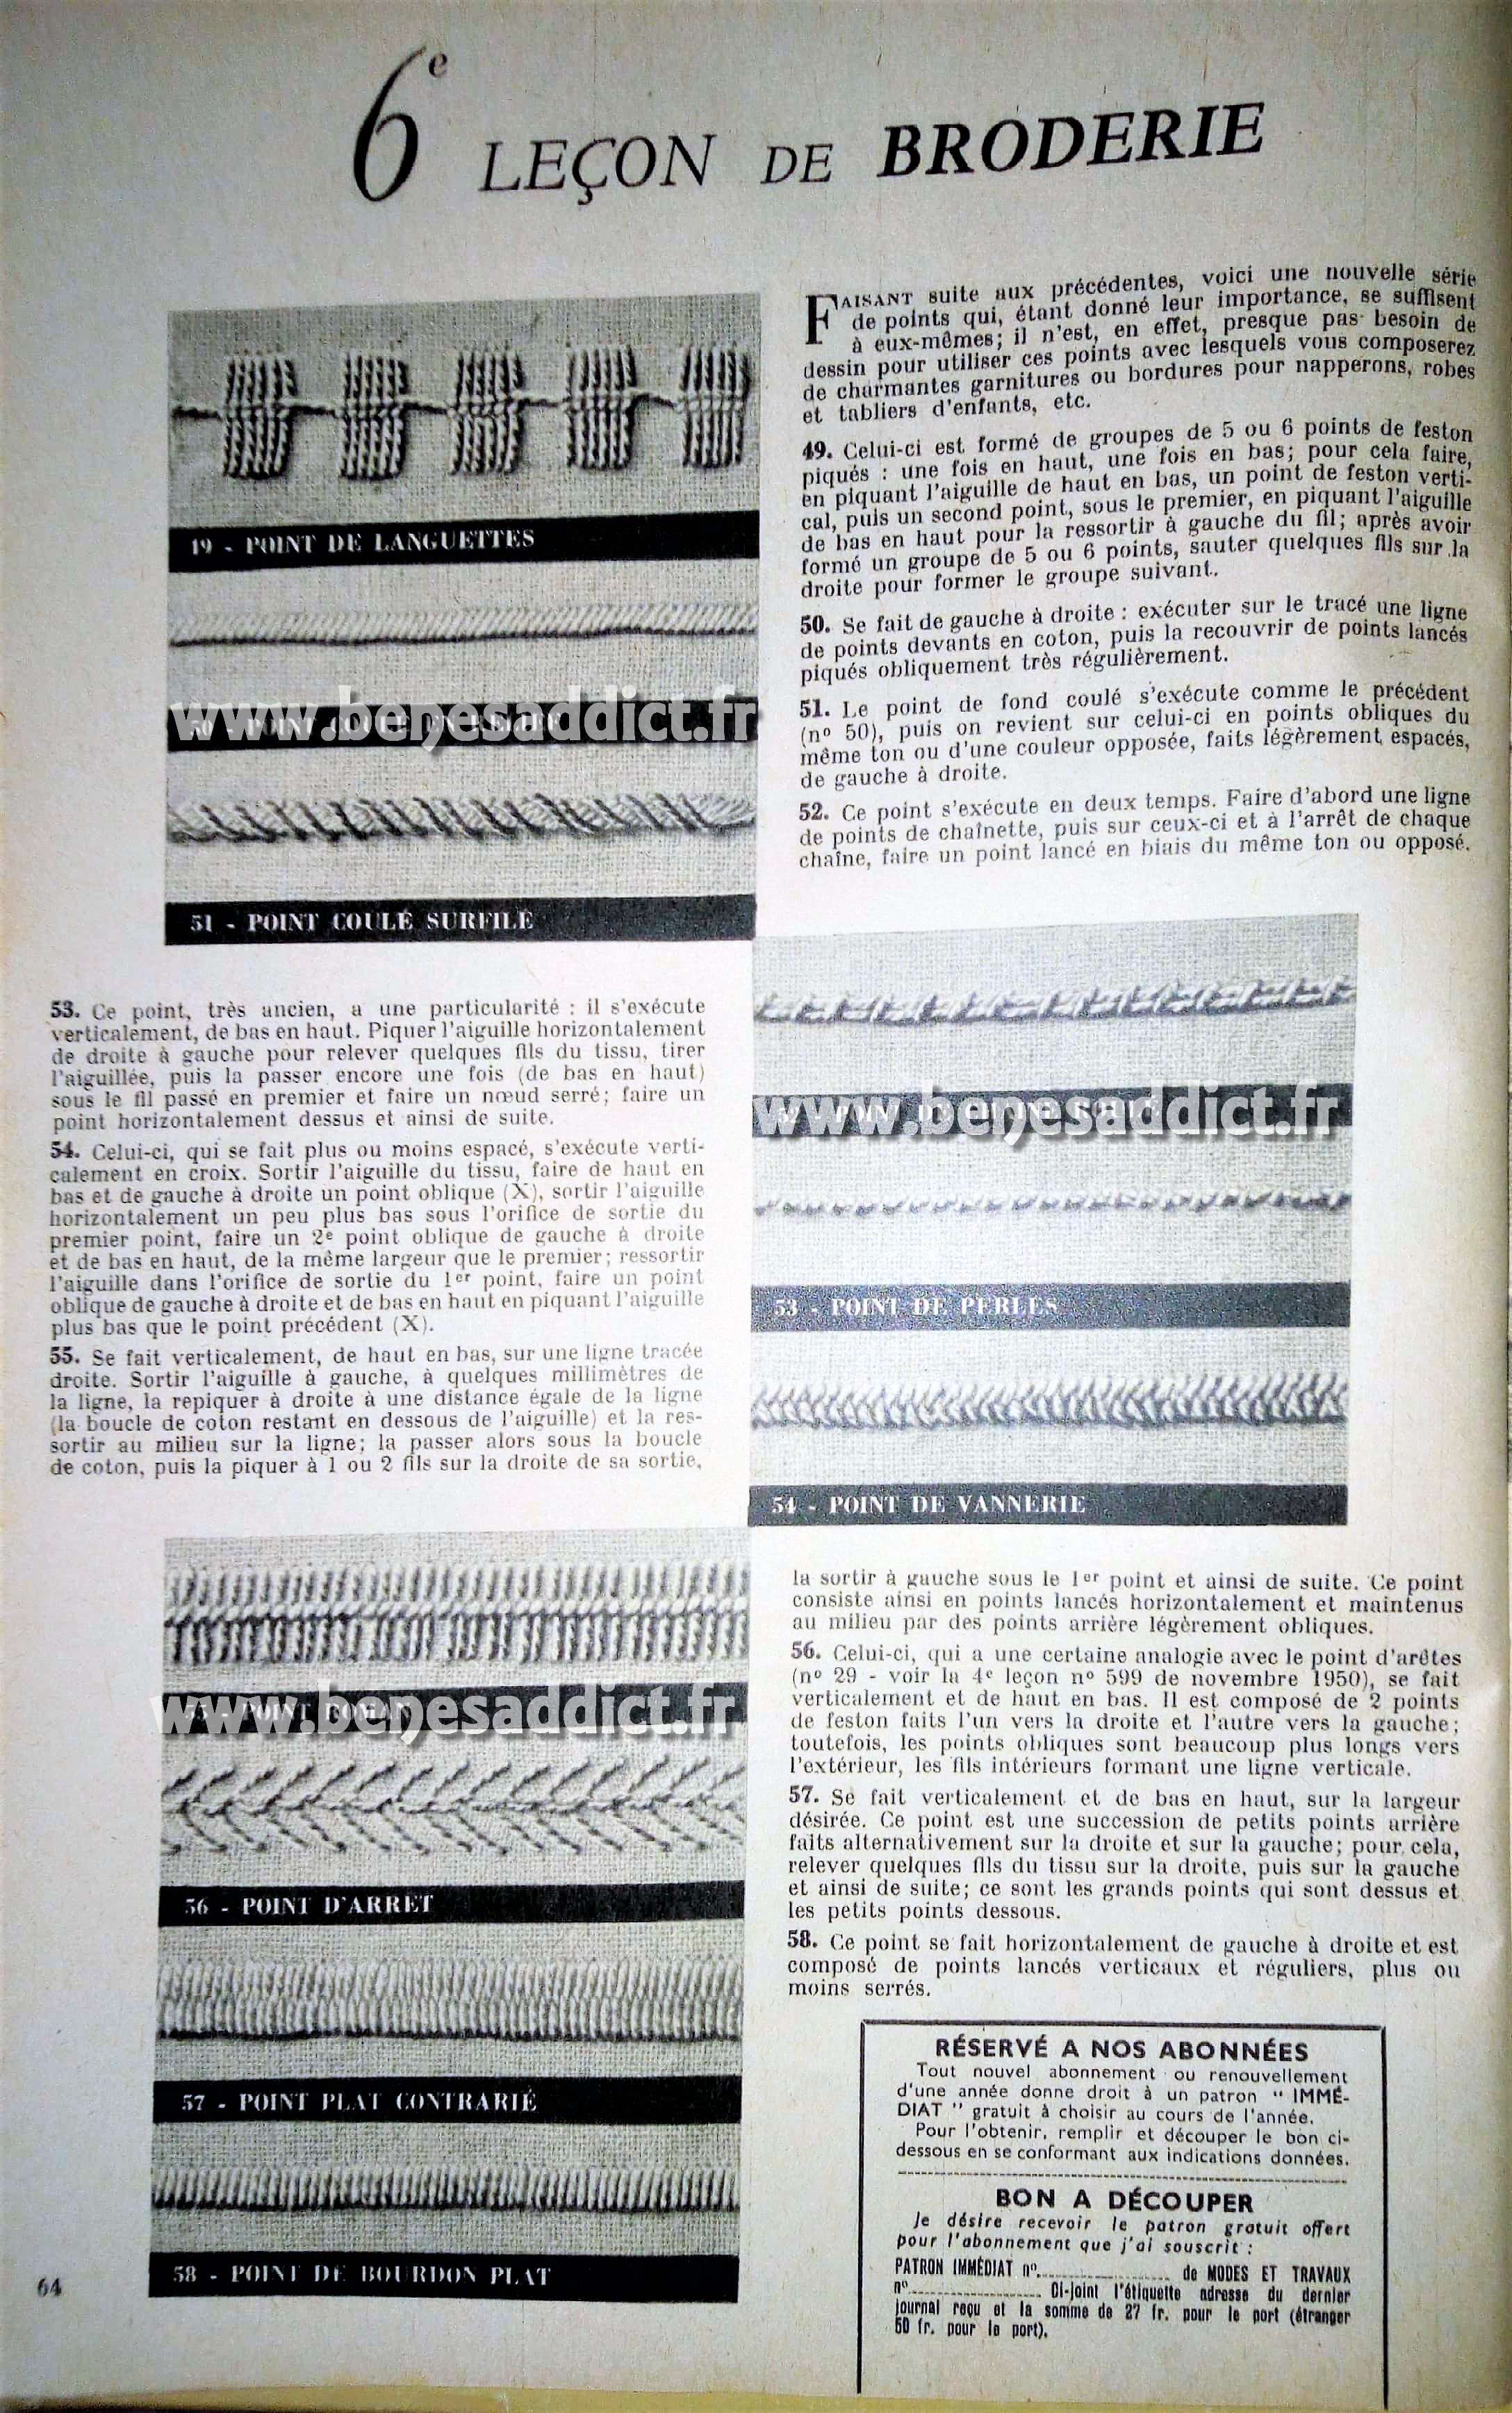 6e LEÇON DE BRODERIE
FAISANT suite aux précédentes, voici une nouvelle série
de points qui, étant donné leur importance, se suffisent
à eux-mêmes; il n'est, en effet, presque pas besoin de
dessin pour utiliser ces points avec lesquels vous composerez
de charmantes garnitures ou bordures pour napperons, robes
et tabliers d'enfants, etc.
49. Celui-ci est formé de groupes de 5 ou 6 points de feston
piqués : une fois en haut, une fois en bas; pour cela faire,
en piquant l'aiguille de haut en bas, un point de feston verti-
cal, puis un second point, sous le premier, en piquant l'aiguille
de bas en haut pour la ressortir à gauche du fil; après avoir
formé un groupe de 5 ou 6 points, sauter quelques fils sur la
droite pour former le groupe suivant.
50. Se fait de gauche à droite : exécuter sur le tracé une ligne
de points devants en coton, puis la recouvrir de points lancés
piqués obliquement très régulièrement.
51. Le point de fond coulé s'exécute comme le précédent
(nº 50), puis on revient sur celui-ci en points obliques du
même ton ou d'une couleur opposée, faits légèrement espacés,
de gauche à droite.
52. Ce point s'exécute en deux temps. Faire d'abord une ligne
de points de chaînette, puis sur ceux-ci et à l'arrêt de chaque
chaîne, faire un point lancé en biais du même ton ou opposé.
49 - POINT DE LANGUETTES
50 - POINT COULÉ EN RELIEF
www.benesaddict.fr
51 - POINT COULÉ SURFILÉ
53. Ce point, très ancien, a une particularité : il s'exécute
verticalement, de bas en haut. Piquer l'aiguille horizontalement
de droite à gauche pour relever quelques fils du tissu, tirer
l'aiguillée, puis la passer encore une fois (de bas en haut)
sous le fil passé en premier et faire un nœud serré; faire un
point horizontalement dessus et ainsi de suite.
54. Celui-ci, qui se fait plus ou moins espacé, s'exécute verti-
calement en croix. Sortir l'aiguille du tissu, faire de haut en
bas et de gauche à droite un point oblique (X), sortir l'aiguille
horizontalement un peu plus bas sous l'orifice de sortie du
premier point, faire un 2e point oblique de gauche à droite
et de bas en haut, de la même largeur que le premier; ressortir
l'aiguille dans l'orifice de sortie du 1er point, faire un point
oblique de gauche à droite et de bas en haut en piquant l'aiguille
plus bas que le point précédent (X).
55. Se fait verticalement, de haut en bas, sur une ligne tracée
droite. Sortir l'aiguille à gauche, à quelques millimètres de
la ligne, la repiquer à droite à une distance égale de la ligne
(la boucle de coton restant en dessous de l'aiguille) et la res-
sortir au milieu sur la ligne; la passer alors sous la boucle
de coton, puis la piquer à 1 ou 2 fils sur la droite de sa sortie,
52 - POINT DE
www.benesaddict.fr
53 - POINT DE PERLES
54 - POINT DE VANNERIE
la sortir à gauche sous le 1er point et ainsi de suite. Ce point
consiste ainsi en points lancés horizontalement et maintenus
au milieu par des points arrière légèrement obliques.
56. Celui-ci, qui a une certaine analogie avec le point d'arêtes
(nº 29 - voir la 4e leçon nº 599 de novembre 1950), se fait
verticalement et de haut en bas. Il est composé de 2 points
de feston faits l'un vers la droite et l'autre vers la gauche;
toutefois, les points obliques sont beaucoup plus longs vers
l'extérieur, les fils intérieurs formant une ligne verticale.
57. Se fait verticalement et de bas en haut, sur la largeur
désirée. Ce point est une succession de petits points arrière
faits alternativement sur la droite et sur la gauche; pour cela,
relever quelques fils du tissu sur la droite, puis sur la gauche
et ainsi de suite; ce sont les grands points qui sont dessus et
les petits points dessous.
58. Ce point se fait horizontalement de gauche à droite et est
composé de points lancés verticaux et réguliers, plus ou
moins serrés.
55 - POINT ROMAN
www.benesaddict.fr
56 - POINT D'ARRET
57 - POINT PLAT CONTRARIÉ
58 - POINT DE BOURDON PLAT
RÉSERVÉ A NOS ABONNÉES
Tout nouvel abonnement ou renouvellement
d'une année donne droit à un patron " IMMÉ-
DIAT " gratuit à choisir au cours de l'année.
Pour l'obtenir, remplir et découper le bon ci-
dessous en se conformant aux indications données.
BON A DÉCOUPER
Je désire recevoir le patron gratuit offert
pour l'abonnement que j'ai souscrit :
PATRON IMMÉDIAT nº.................... de MODES ET TRAVAUX
nº.................... Ci-joint l'étiquette adresse du dernier
journal reçu et la somme de 27 fr. pour le port (étranger
50 fr. pour le port).
64